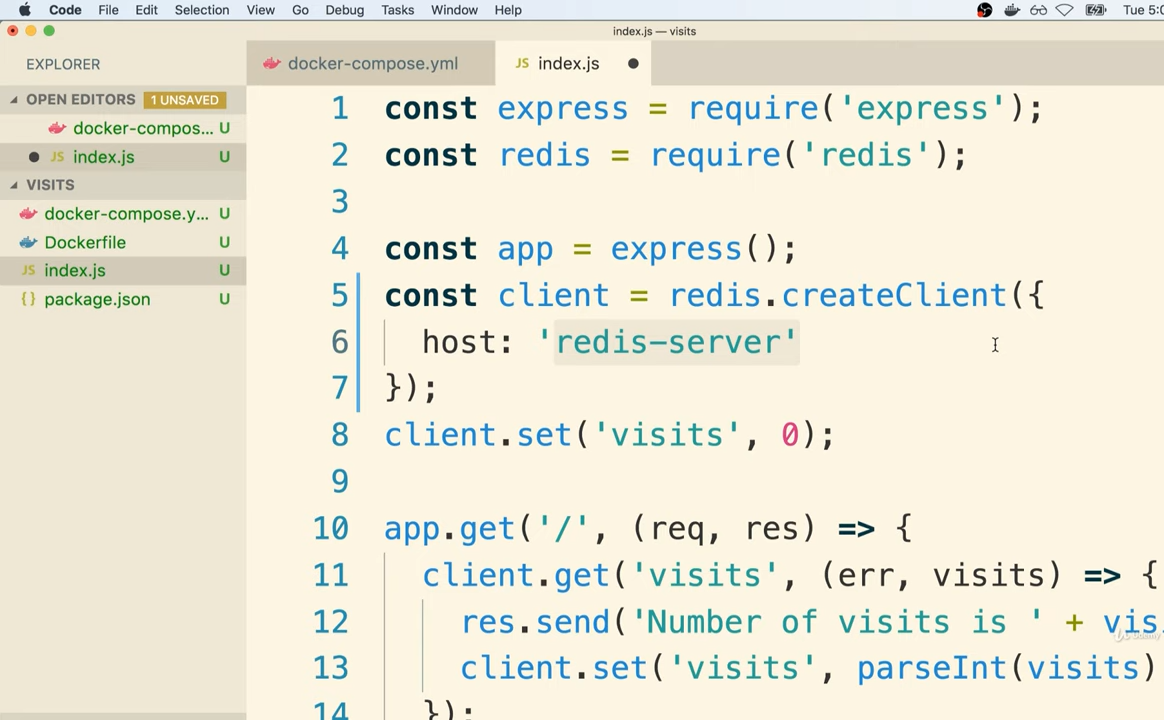 Code File Edit Selection View Go Debug Tasks Window Help Tue 5:0
index.js — visits
EXPLORER
docker-compose.yml
JS index.js
OPEN EDITORS 1 UNSAVED
docker-compos... U
JS index.js U
VISITS
docker-compose.y... U
Dockerfile U
JS index.js U
{} package.json U
1 const express = require('express');
2 const redis = require('redis');
3
4 const app = express();
5 const client = redis.createClient({
6 host: 'redis-server'
7 });
8 client.set('visits', 0);
9
10 app.get('/', (req, res) => {
11 client.get('visits', (err, visits) => {
12 res.send('Number of visits is ' + vis
13 client.set('visits', parseInt(visits)
14 });
Udemy